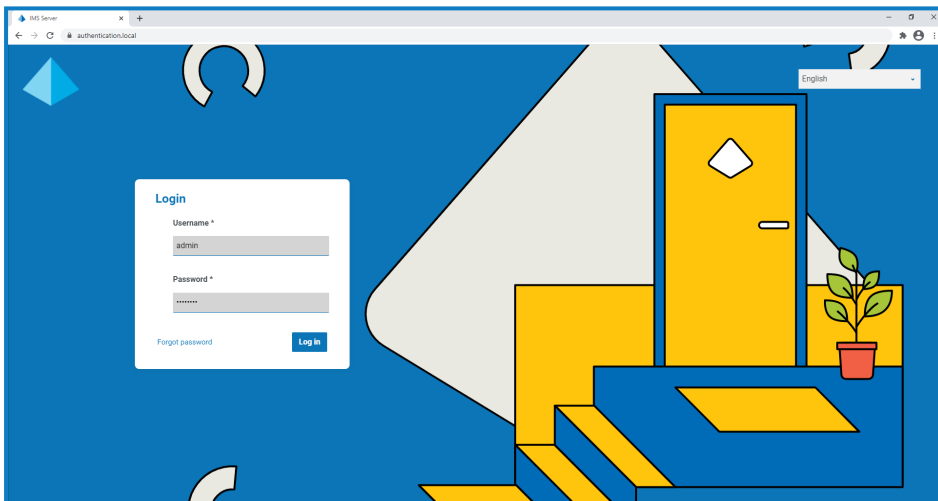 IMS Server
authentication.local
English
Login
Username *
admin
Password *
••••••••
Forgot password
Log in